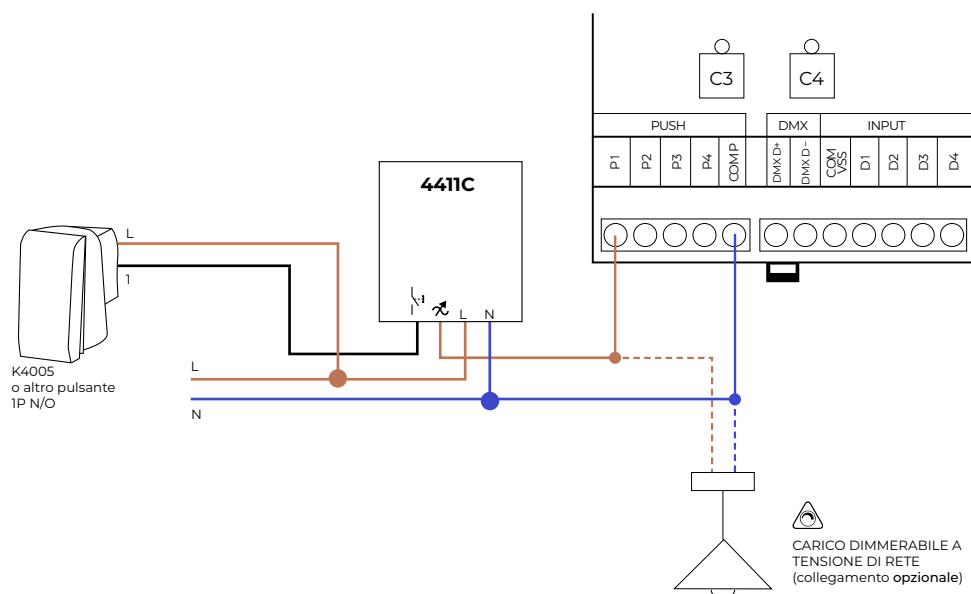 C3
C4
PUSH
DMX
INPUT
P1
P2
P3
P4
COM P
DMX D+
DMX D-
COM
VSS
D1
D2
D3
D4
4411C
L
1
L
N
K4005
o altro pulsante
1P N/O
L
N
CARICO DIMMERABILE A
TENSIONE DI RETE
(collegamento opzionale)